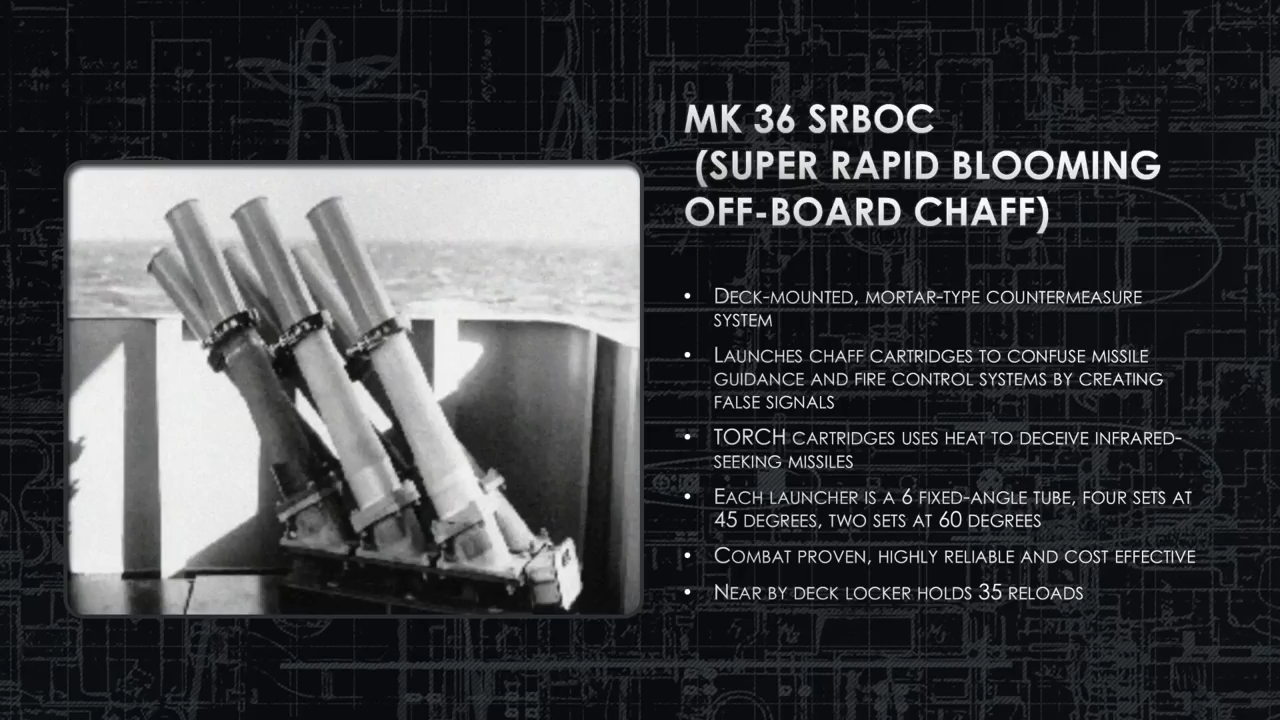 MK 36 SRBOC
(SUPER RAPID BLOOMING
OFF-BOARD CHAFF)
• DECK-MOUNTED, MORTAR-TYPE COUNTERMEASURE
SYSTEM
• LAUNCHES CHAFF CARTRIDGES TO CONFUSE MISSILE
GUIDANCE AND FIRE CONTROL SYSTEMS BY CREATING
FALSE SIGNALS
• TORCH CARTRIDGES USES HEAT TO DECEIVE INFRARED-
SEEKING MISSILES
• EACH LAUNCHER IS A 6 FIXED-ANGLE TUBE, FOUR SETS AT
45 DEGREES, TWO SETS AT 60 DEGREES
• COMBAT PROVEN, HIGHLY RELIABLE AND COST EFFECTIVE
• NEAR BY DECK LOCKER HOLDS 35 RELOADS